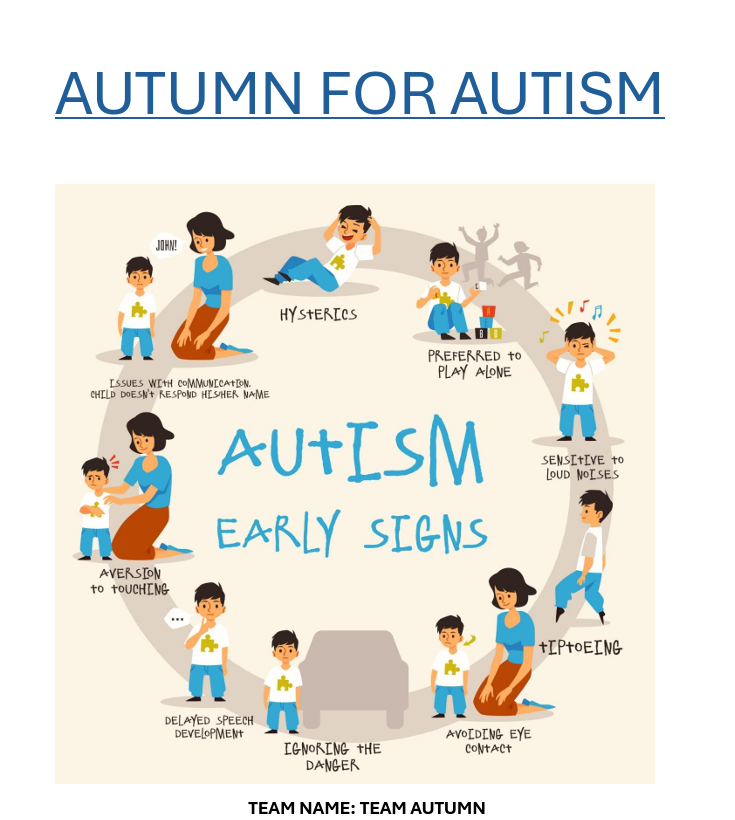 AUTUMN FOR AUTISM
JOHN!
HYSTERICS
A
B B
PREFERRED TO
PLAY ALONE
ISSUES WITH COMMUNICATION.
CHILD DOESN'T RESPOND HIS/HER NAME
SENSITIVE TO
LOUD NOISES
AUTISM
EARLY SIGNS
AVERSION
TO TOUCHING
TIPTOEING
...
DELAYED SPEECH
DEVELOPMENT
IGNORING THE
DANGER
AVOIDING EYE
CONTACT
TEAM NAME: TEAM AUTUMN